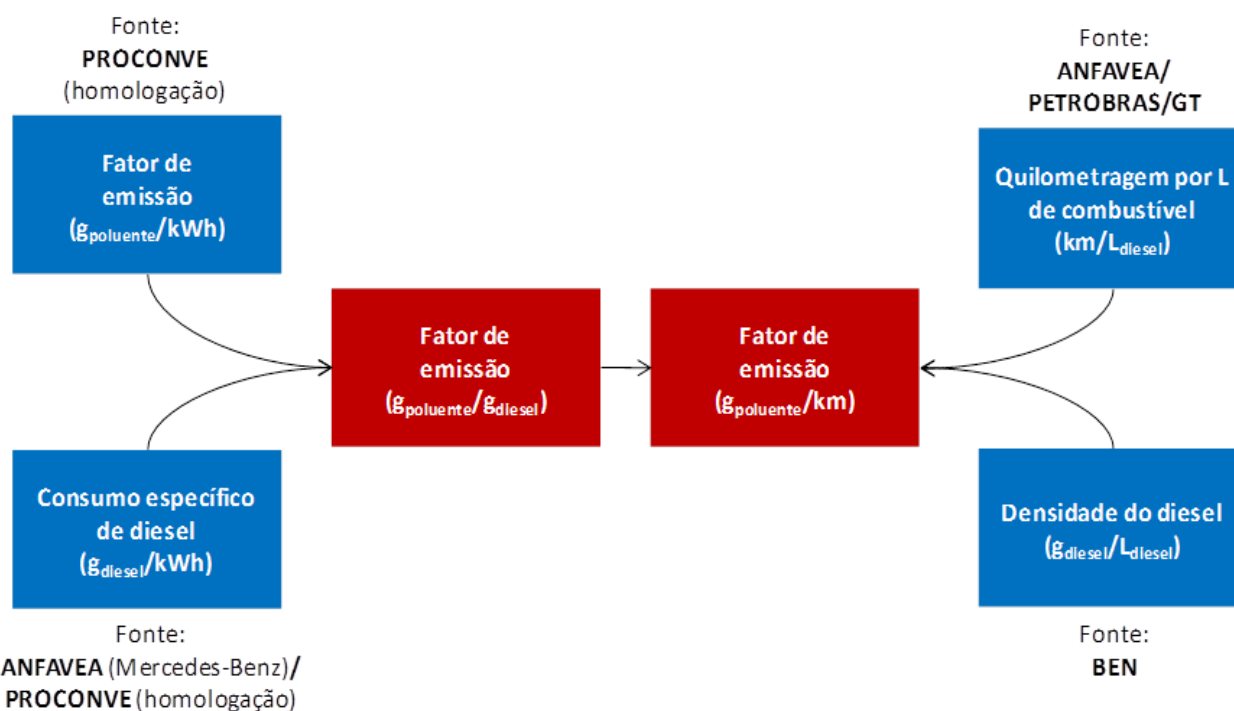 Fonte:
PROCONVE
(homologação)
Fator de
emissão
(gpoluente/kWh)
Fonte:
ANFAVEA/
PETROBRAS/GT
Quilometragem por L
de combustível
(km/Ldiesel)
Fator de
emissão
(gpoluente/gdiesel)
Fator de
emissão
(gpoluente/km)
Consumo específico
de diesel
(gdiesel/kWh)
Fonte:
ANFAVEA (Mercedes-Benz)/
PROCONVE (homologação)
Densidade do diesel
(gdiesel/Ldiesel)
Fonte:
BEN